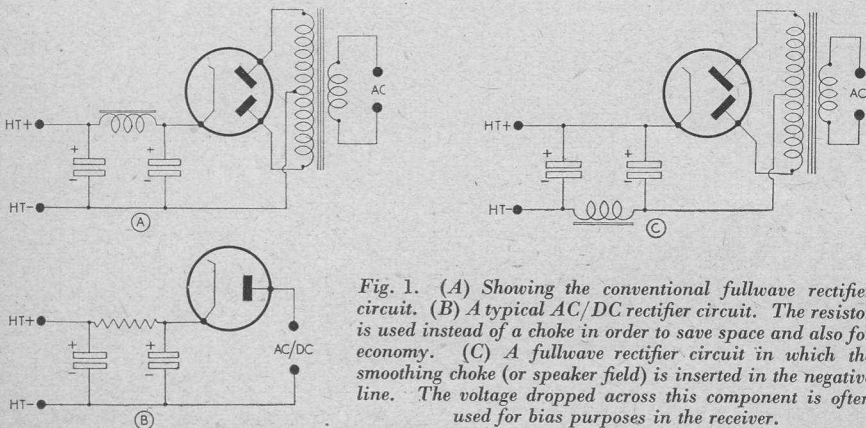 AC
HT+
+
-
+
-
HT-
A
AC
HT+
+
-
+
-
HT-
C
HT+
+
-
+
-
HT-
AC/DC
B
Fig. 1. (A) Showing the conventional fullwave rectifie
circuit. (B) A typical AC/DC rectifier circuit. The resisto
is used instead of a choke in order to save space and also fo
economy. (C) A fullwave rectifier circuit in which th
smoothing choke (or speaker field) is inserted in the negative
line. The voltage dropped across this component is often
used for bias purposes in the receiver.